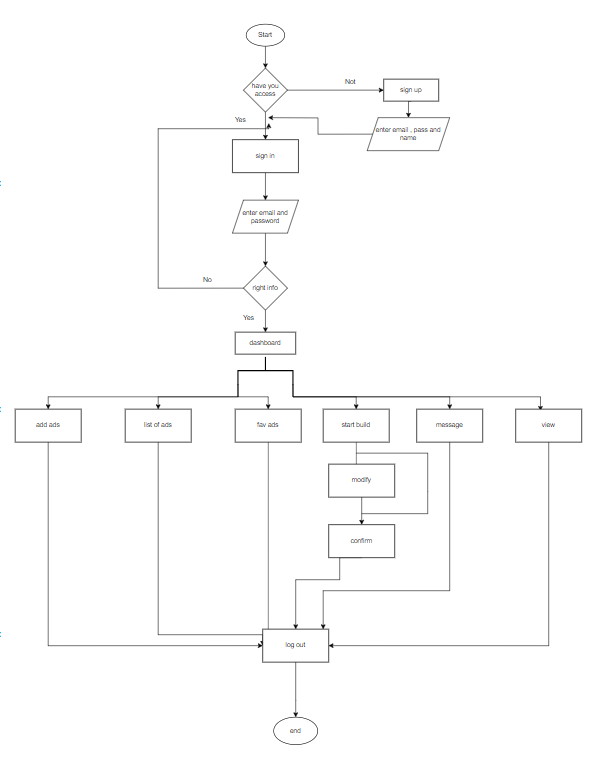 Start
have you
access
Not
sign up
enter email , pass and
name
Yes
sign in
enter email and
password
No
right info
Yes
dashboard
add ads
list of ads
fav ads
start build
message
view
modify
confirm
log out
end